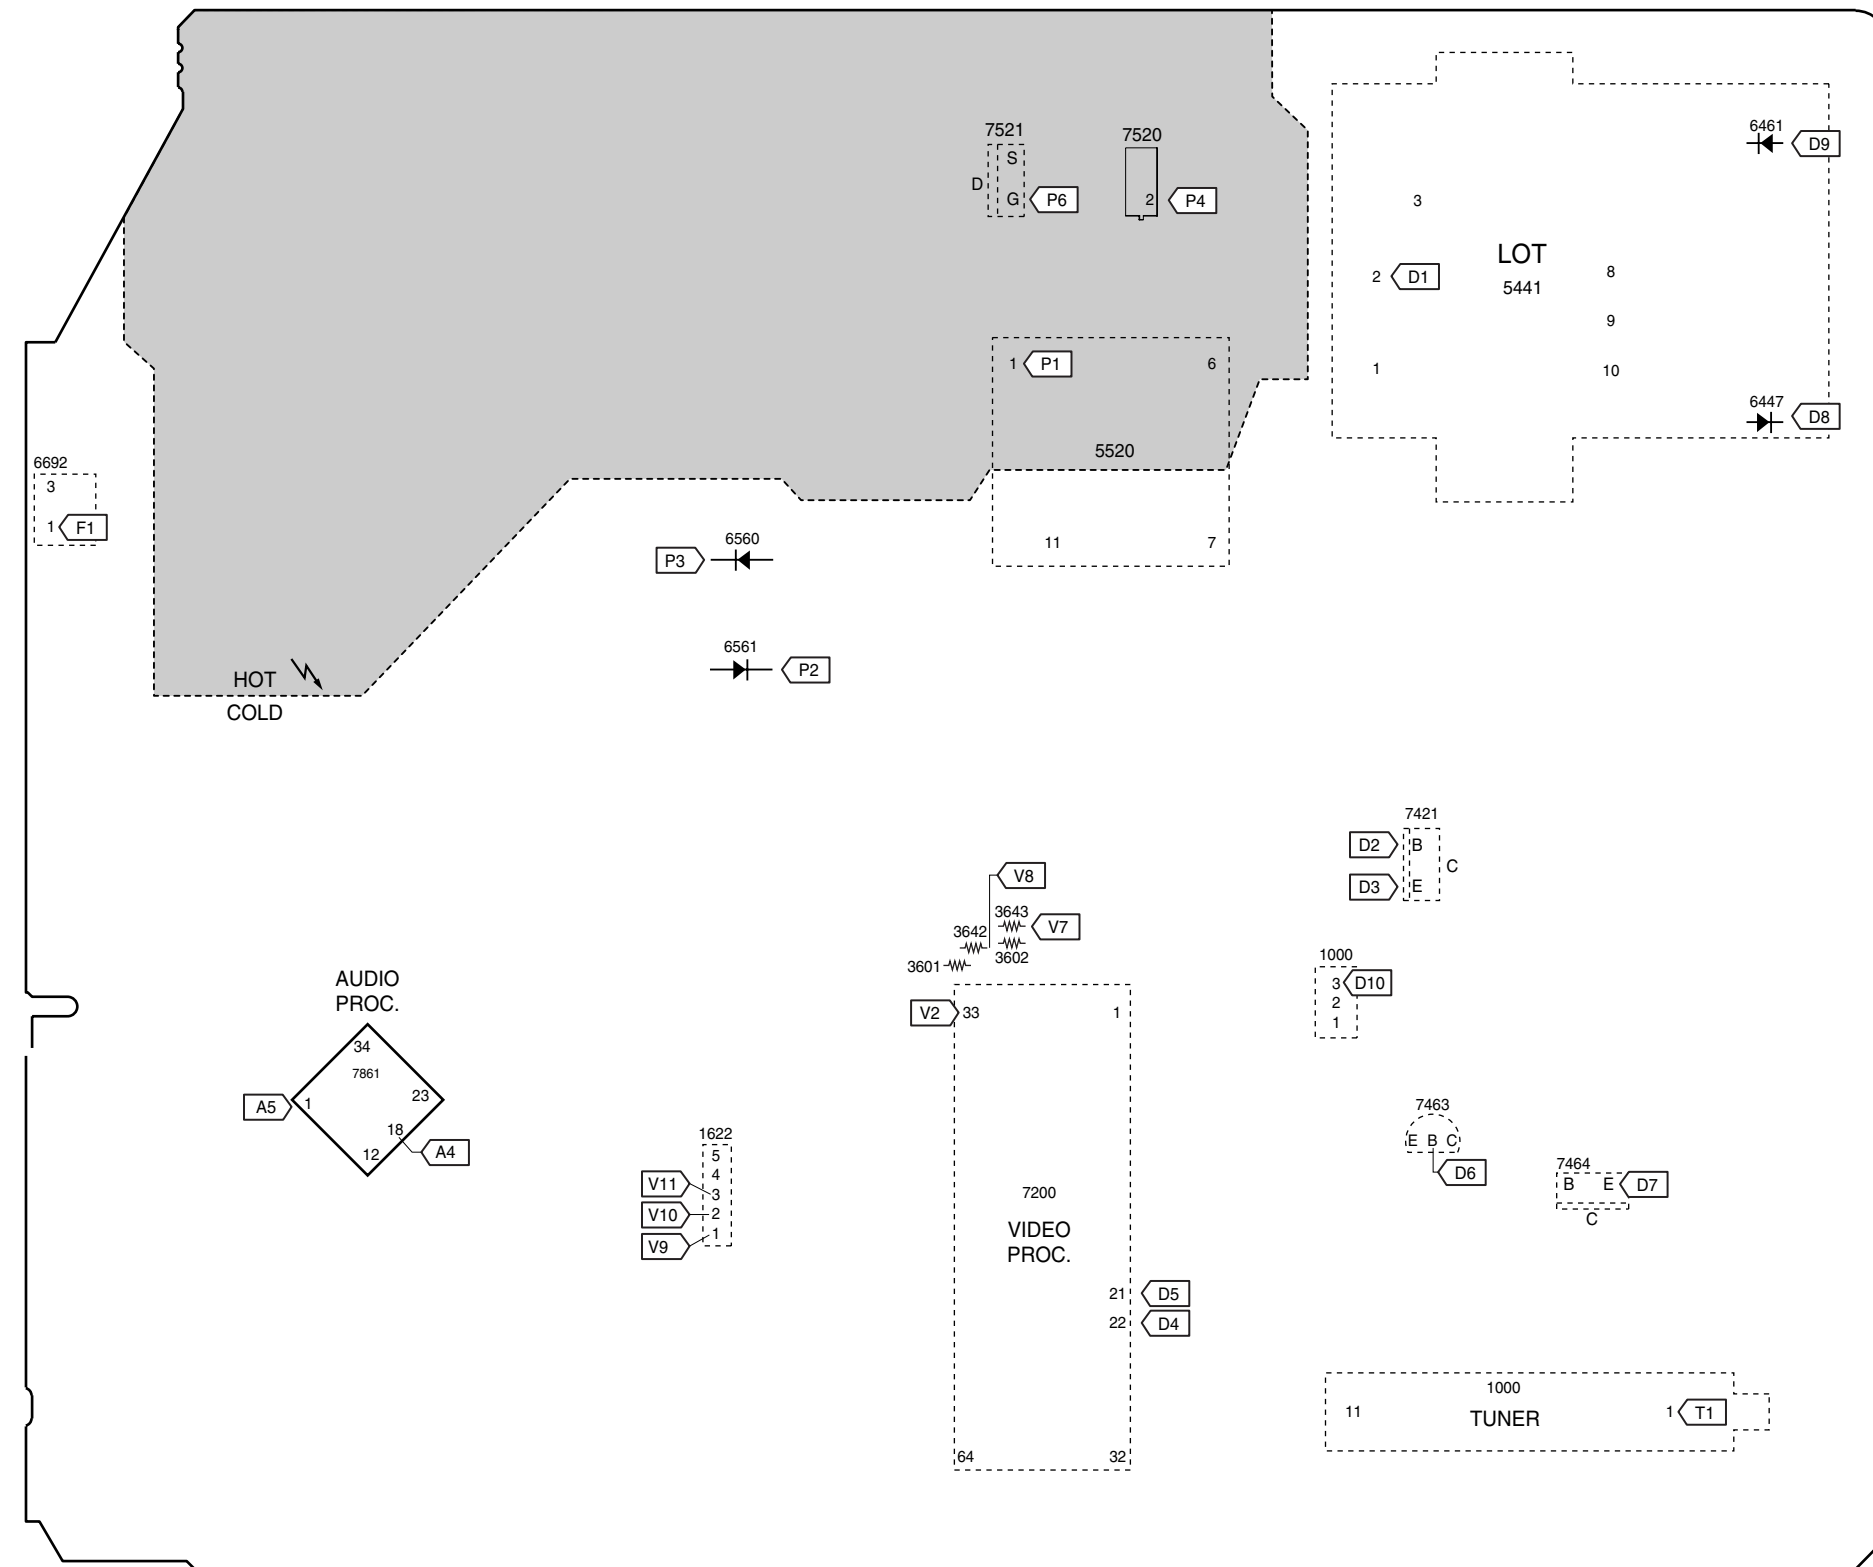 7521
S
D
G
P6
7520
2
P4
6461
D9
3
LOT
5441
2
D1
8
9
1
10
6447
D8
1
P1
6
5520
11
7
6692
3
1
F1
P3
6560
6561
P2
HOT
COLD
7421
D2
B
C
D3
E
V8
3643
V7
3642
3602
3601
1000
3
D10
2
1
AUDIO
PROC.
34
7861
A5
1
23
18
12
A4
V2
33
1
7200
VIDEO
PROC.
21
D5
22
D4
64
32
1622
5
4
V11
3
V10
2
V9
1
7463
E B C
D6
7464
B E
D7
C
1000
11
TUNER
1
T1